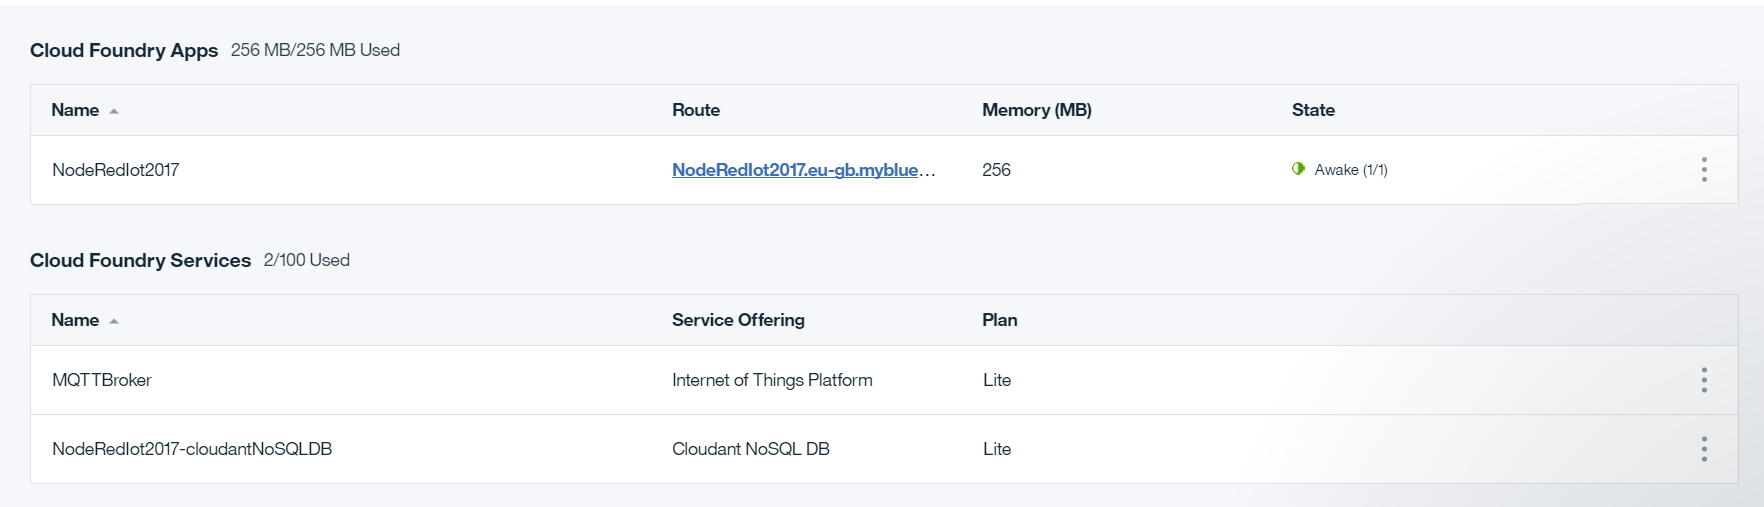 Cloud Foundry Apps 256 MB/256 MB Used
Name Route Memory (MB) State
NodeRedIot2017 NodeRedIot2017.eu-gb.myblue... 256 Awake (1/1)
Cloud Foundry Services 2/100 Used
Name Service Offering Plan
MQTTBroker Internet of Things Platform Lite
NodeRedIot2017-cloudantNoSQLDB Cloudant NoSQL DB Lite